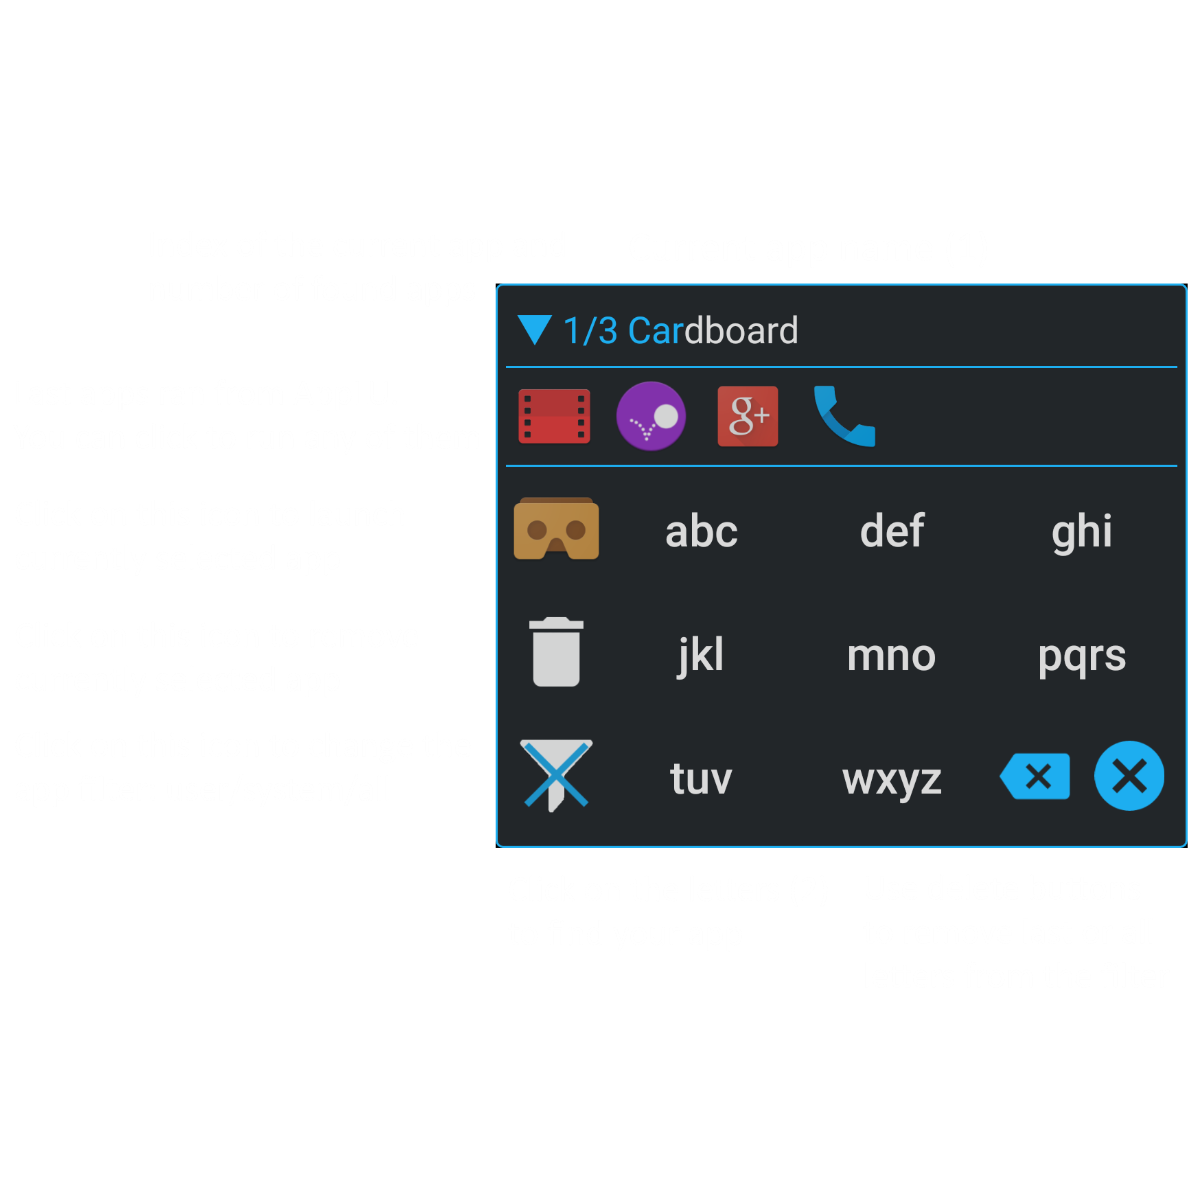 1/3 Cardboard
g+
abc def ghi
jkl mno pqrs
tuv wxyz